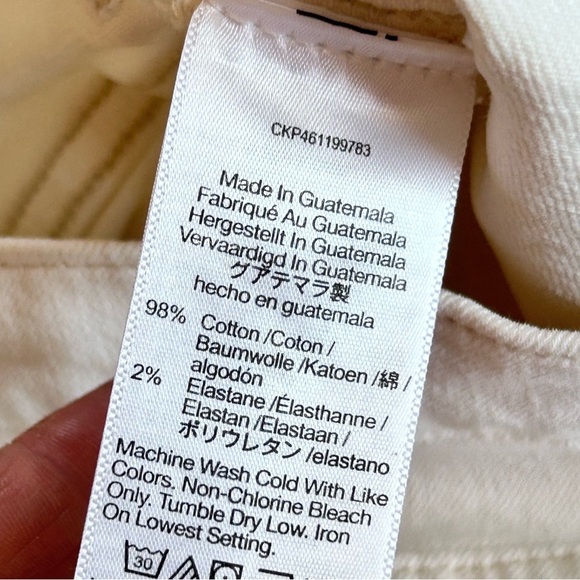 CKP461199783
Made In Guatemala
Fabriqué Au Guatemala
Hergestellt In Guatemala
Vervaardigd In Guatemala
グアテマラ製
hecho en guatemala
98% Cotton /Coton /
Baumwolle /Katoen /綿 /
algodón
2% Elastane /Élasthanne /
Elastan /Elastaan /
ポリウレタン /elastano
Machine Wash Cold With Like
Colors. Non-Chlorine Bleach
Only. Tumble Dry Low. Iron
On Lowest Setting.
30